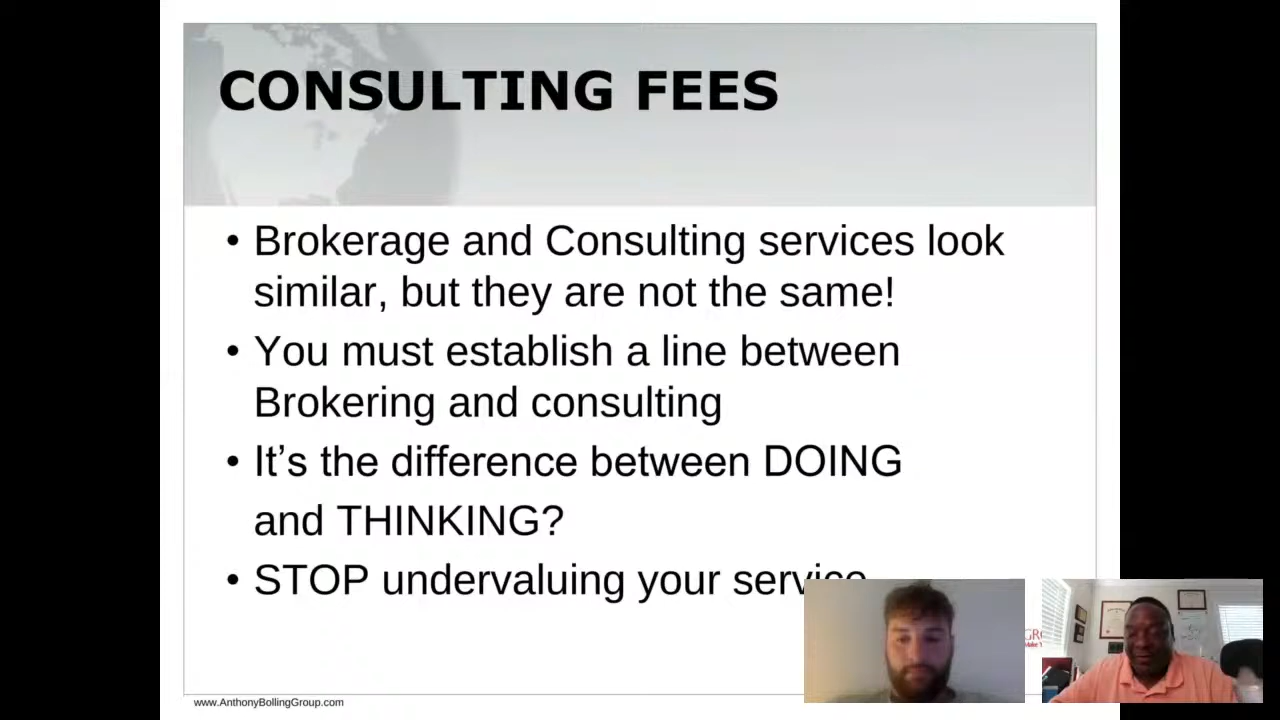 CONSULTING FEES
• Brokerage and Consulting services look
similar, but they are not the same!
• You must establish a line between
Brokering and consulting
• It’s the difference between DOING
and THINKING?
• STOP undervaluing your service
www.AnthonyBollingGroup.com